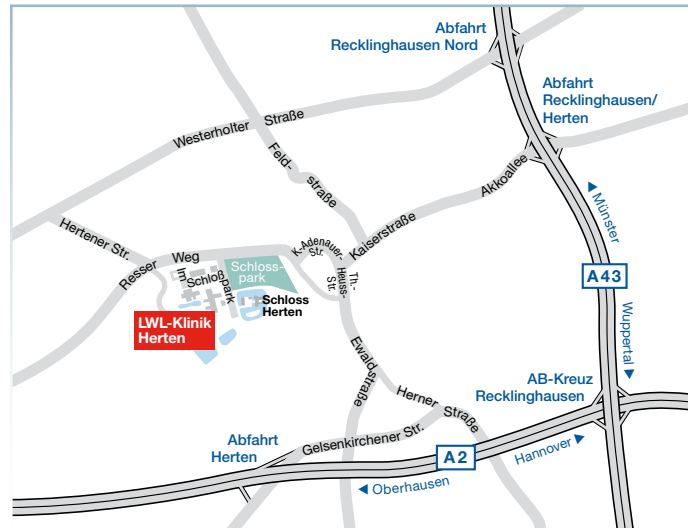 Abfahrt
Recklinghausen Nord
Abfahrt
Recklinghausen/
Herten
Westerholter Straße
Feld-
straße
Akkoallee
Kaiserstraße
Münster
Hertener Str.
Resser Weg
K-Adenauer-
Str.
Th.-
Heuss-
Str.
Schloss-
park
Im Schloßpark
Schloss
Herten
A43
LWL-Klinik
Herten
Wuppertal
Ewaldstraße
AB-Kreuz
Recklinghausen
Herner Straße
Gelsenkirchener Str.
Abfahrt
Herten
A2
Hannover
Oberhausen